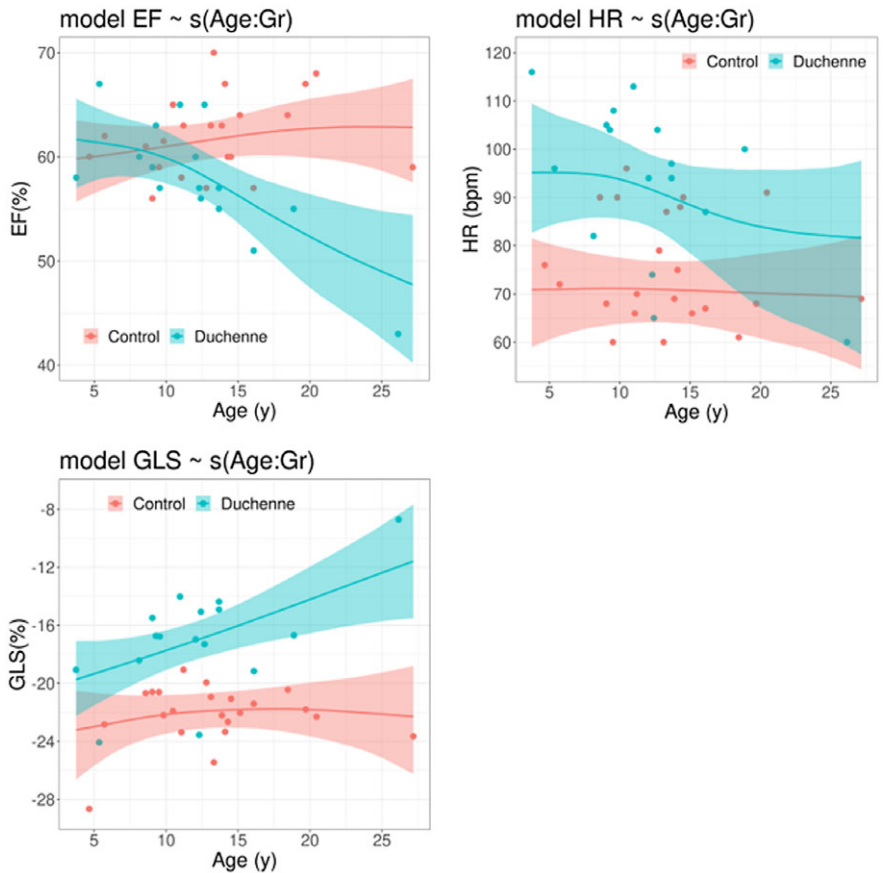 model EF ~ s(Age:Gr)
70
60
50
40
EF(%)
Control Duchenne
5 10 15 20 25
Age (y)
model HR ~ s(Age:Gr)
Control Duchenne
120
110
100
90
80
70
60
HR (bpm)
5 10 15 20 25
Age (y)
model GLS ~ s(Age:Gr)
Control Duchenne
-8
-12
-16
-20
-24
-28
GLS(%)
5 10 15 20 25
Age (y)